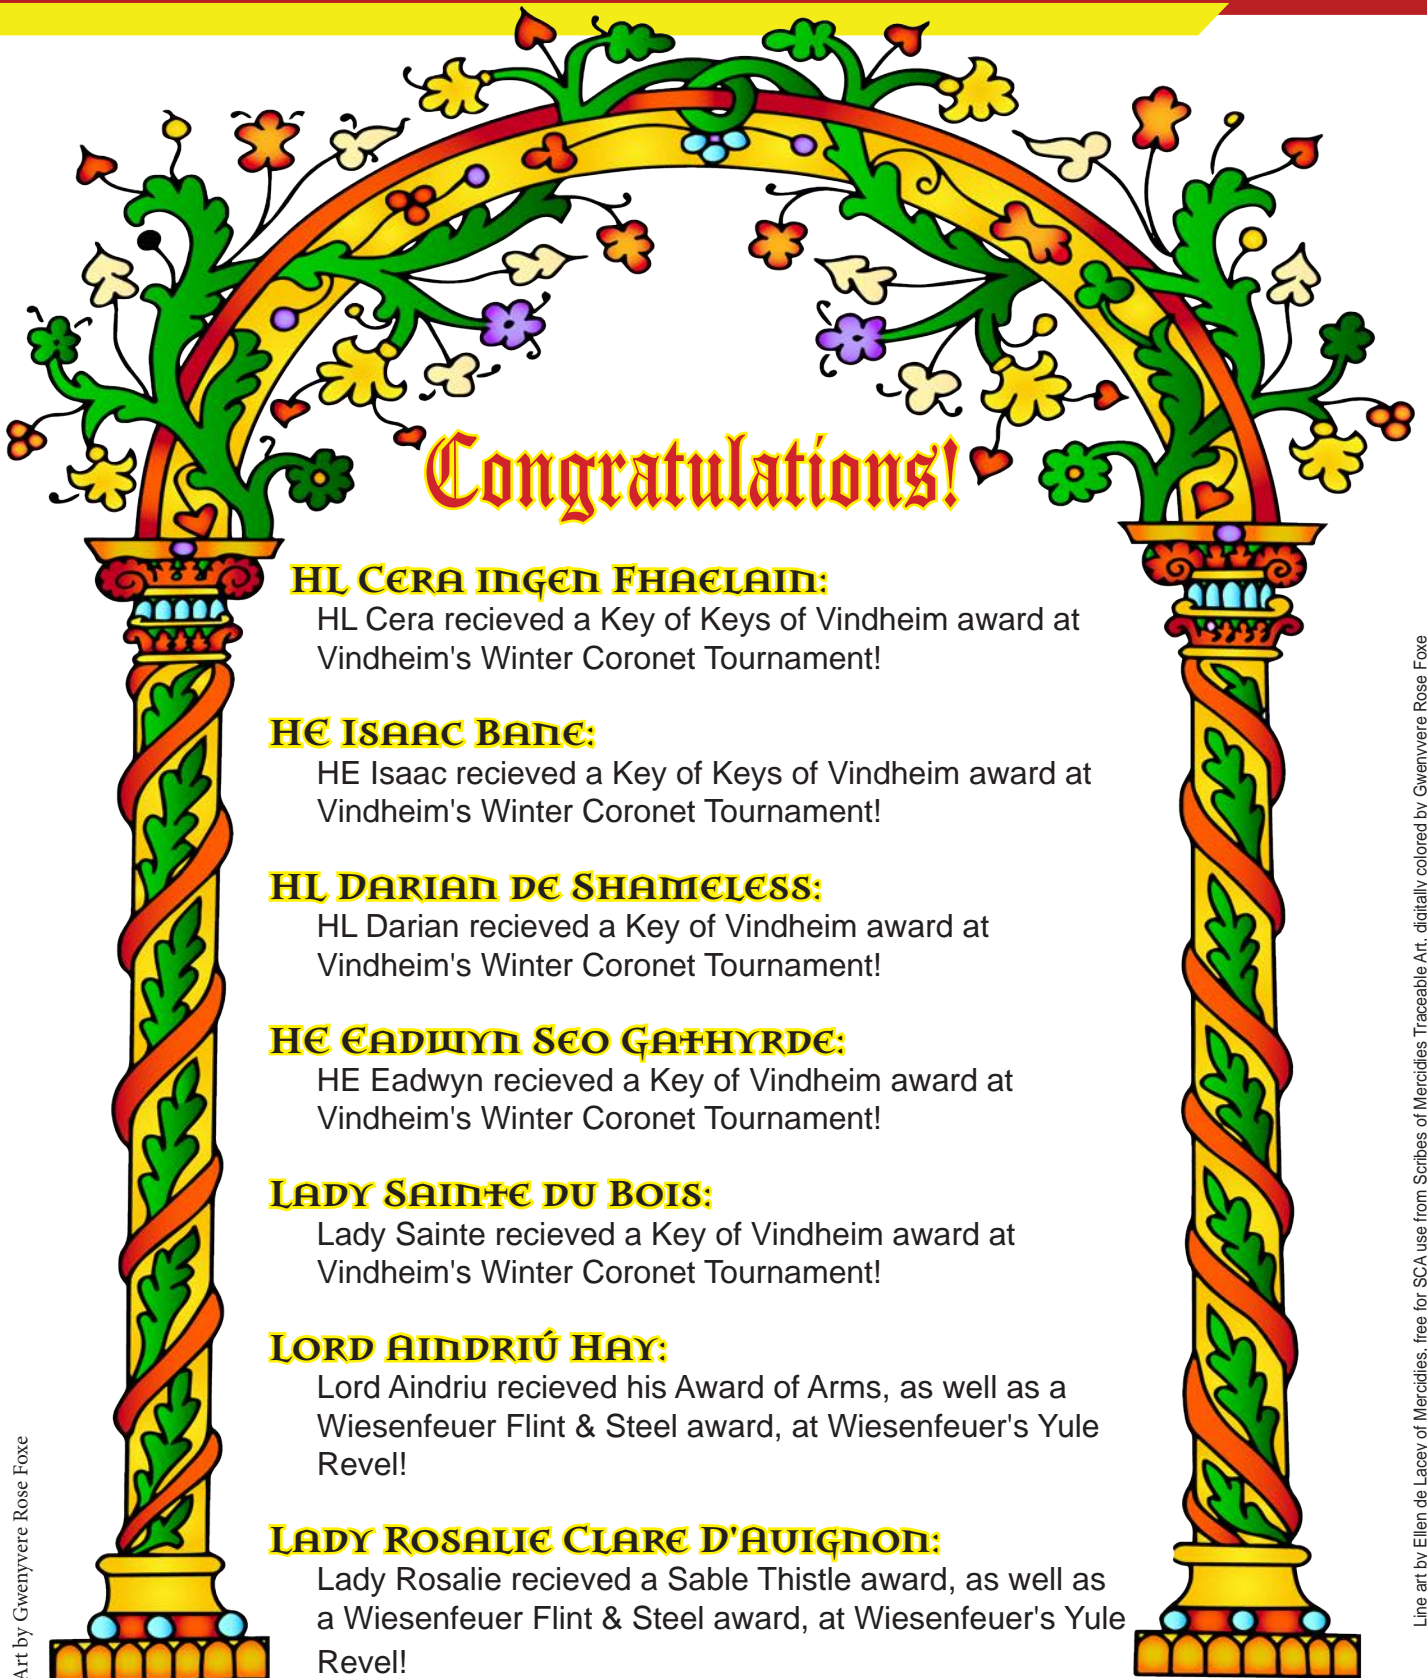 Congratulations!
HL Cera ingen Fhaelain:
HL Cera recieved a Key of Keys of Vindheim award at
Vindheim's Winter Coronet Tournament!
HE Isaac Bane:
HE Isaac recieved a Key of Keys of Vindheim award at
Vindheim's Winter Coronet Tournament!
HL Darian de Shameless:
HL Darian recieved a Key of Vindheim award at
Vindheim's Winter Coronet Tournament!
HE Eadwyn Seo Gathyrde:
HE Eadwyn recieved a Key of Vindheim award at
Vindheim's Winter Coronet Tournament!
Lady Sainte du Bois:
Lady Sainte recieved a Key of Vindheim award at
Vindheim's Winter Coronet Tournament!
Lord Aindriú Hay:
Lord Aindriu recieved his Award of Arms, as well as a
Wiesenfeuer Flint & Steel award, at Wiesenfeuer's Yule
Revel!
Lady Rosalie Clare D'Avignon:
Lady Rosalie recieved a Sable Thistle award, as well as
a Wiesenfeuer Flint & Steel award, at Wiesenfeuer's Yule
Revel!
Art by Gwenyvere Rose Foxe
Line art by Ellen de Lacey of Mercidies, free for SCA use from Scribes of Mercidies Traceable Art, digitally colored by Gwenyvere Rose Foxe